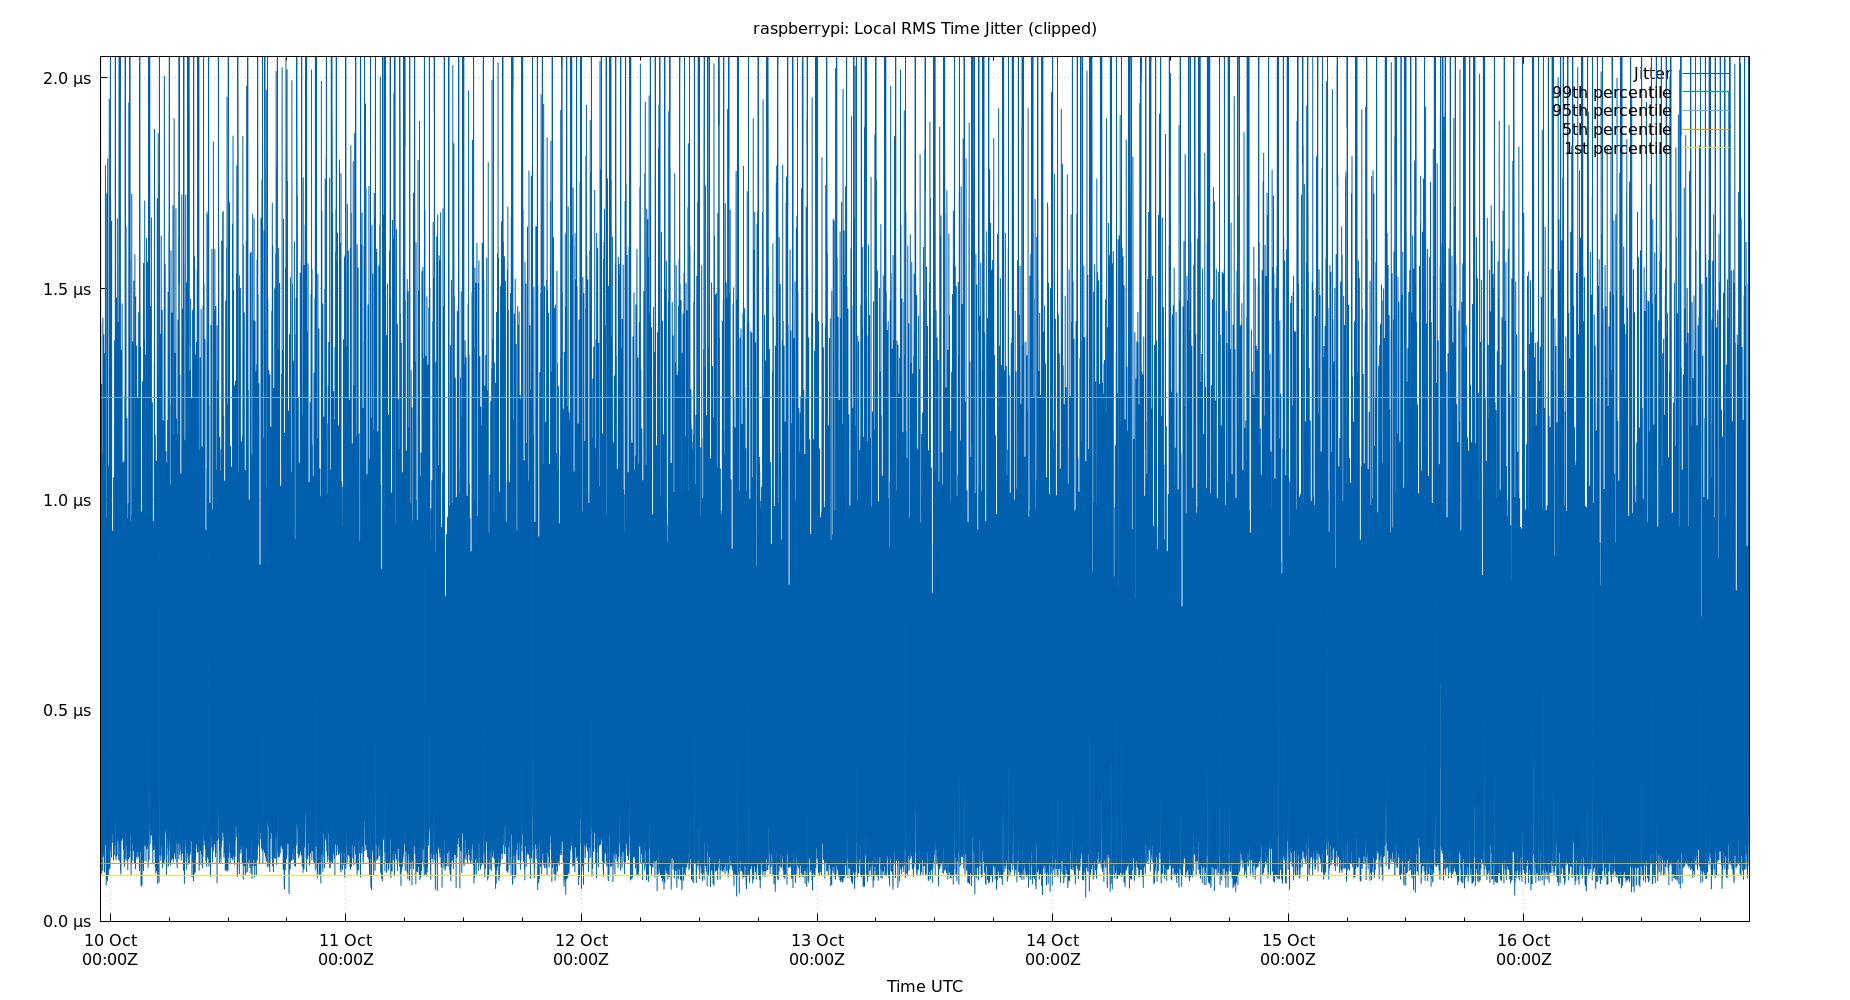 raspberrypi: Local RMS Time Jitter (clipped)
2.0 µs
1.5 µs
1.0 µs
0.5 µs
0.0 µs
Jitter
99th percentile
95th percentile
5th percentile
1st percentile
10 Oct 11 Oct 12 Oct 13 Oct 14 Oct 15 Oct 16 Oct
00:00Z 00:00Z 00:00Z 00:00Z 00:00Z 00:00Z 00:00Z
Time UTC